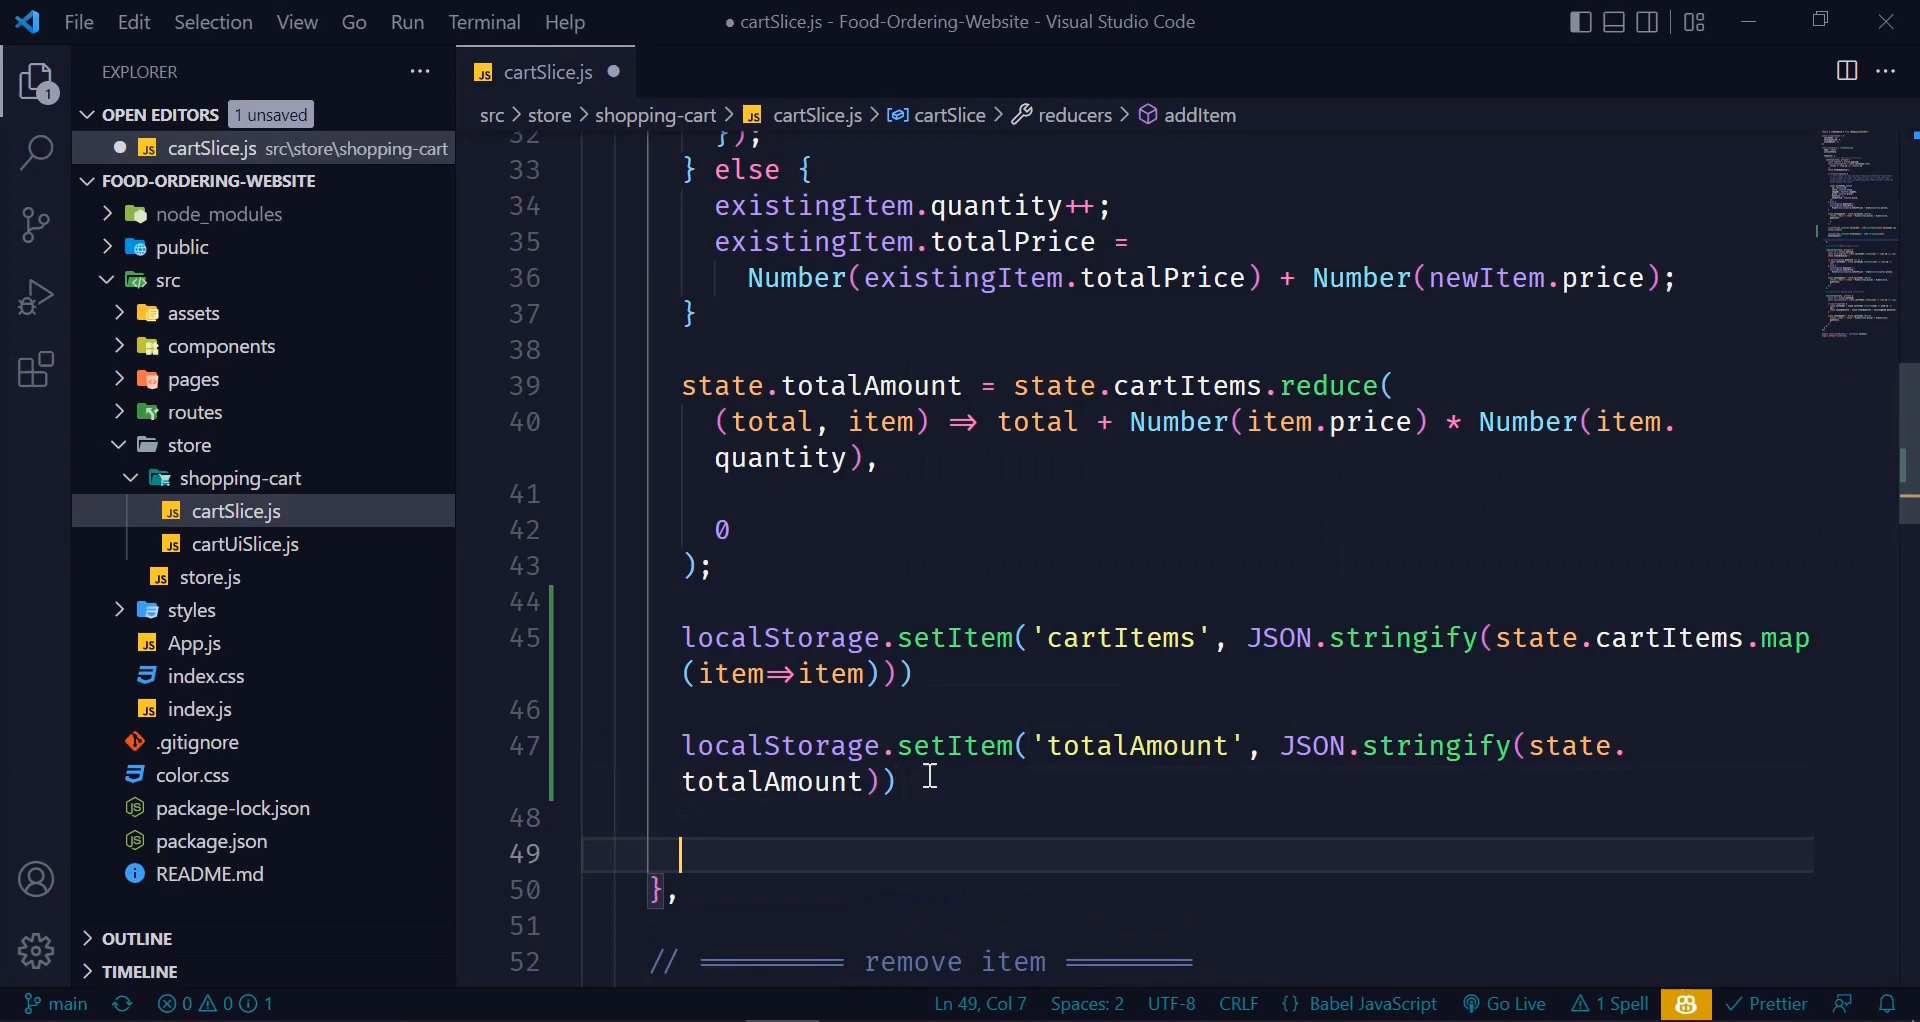 File Edit Selection View Go Run Terminal Help
● cartSlice.js - Food-Ordering-Website - Visual Studio Code
EXPLORER
OPEN EDITORS 1 unsaved
cartSlice.js src\store\shopping-cart
FOOD-ORDERING-WEBSITE
node_modules
public
src
assets
components
pages
routes
store
shopping-cart
cartSlice.js
cartUiSlice.js
store.js
styles
App.js
index.css
index.js
.gitignore
color.css
package-lock.json
package.json
README.md
OUTLINE
TIMELINE
1
JS cartSlice.js
src > store > shopping-cart > JS cartSlice.js > cartSlice > reducers > addItem
32 });
33 } else {
34 existingItem.quantity++;
35 existingItem.totalPrice =
36 Number(existingItem.totalPrice) + Number(newItem.price);
37 }
38
39 state.totalAmount = state.cartItems.reduce(
40 (total, item) => total + Number(item.price) * Number(item.
quantity),
41
42 0
43 );
44
45 localStorage.setItem('cartItems', JSON.stringify(state.cartItems.map
(item=>item)))
46
47 localStorage.setItem('totalAmount', JSON.stringify(state.
totalAmount))
48
49
50 },
51
52 // ========= remove item ========
main 0 0 1 Ln 49, Col 7 Spaces: 2 UTF-8 CRLF {} Babel JavaScript Go Live 1 Spell Prettier